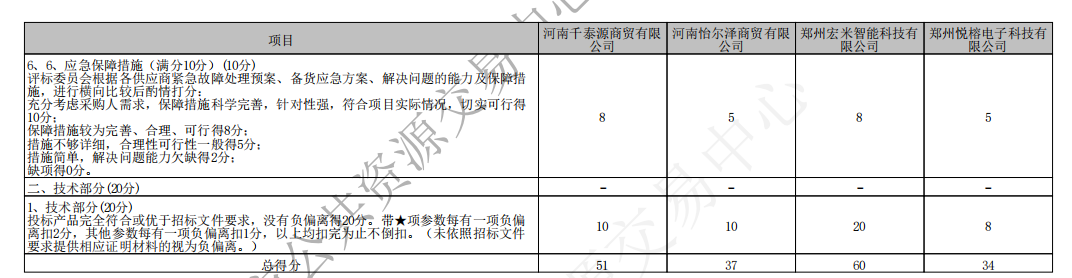 项目
河南千泰源商贸有限公司
河南怡尔泽商贸有限公司
郑州宏米智能科技有限公司
郑州悦榕电子科技有限公司
6、6、应急保障措施（满分10分）(10分)
评标委员会根据各供应商紧急故障处理预案、备货应急方案、解决问题的能力及保障措
施，进行横向比较后酌情打分：
充分考虑采购人需求，保障措施科学完善，针对性强，符合项目实际情况，切实可行得
10分；
保障措施较为完善、合理、可行得8分；
措施不够详细，合理性可行性一般得5分；
措施简单，解决问题能力欠缺得2分；
缺项得0分。
8
5
8
5
二、技术部分(20分)
–
–
–
–
1、技术部分(20分)
投标产品完全符合或优于招标文件要求，没有负偏离得20分。带★项参数每有一项负偏
离扣2分，其他参数每有一项负偏离扣1分，以上均扣完为止不倒扣。（未依照招标文件
要求提供相应证明材料的视为负偏离。）
10
10
20
8
总得分
51
37
60
34
公共资源交易中心
交易中心